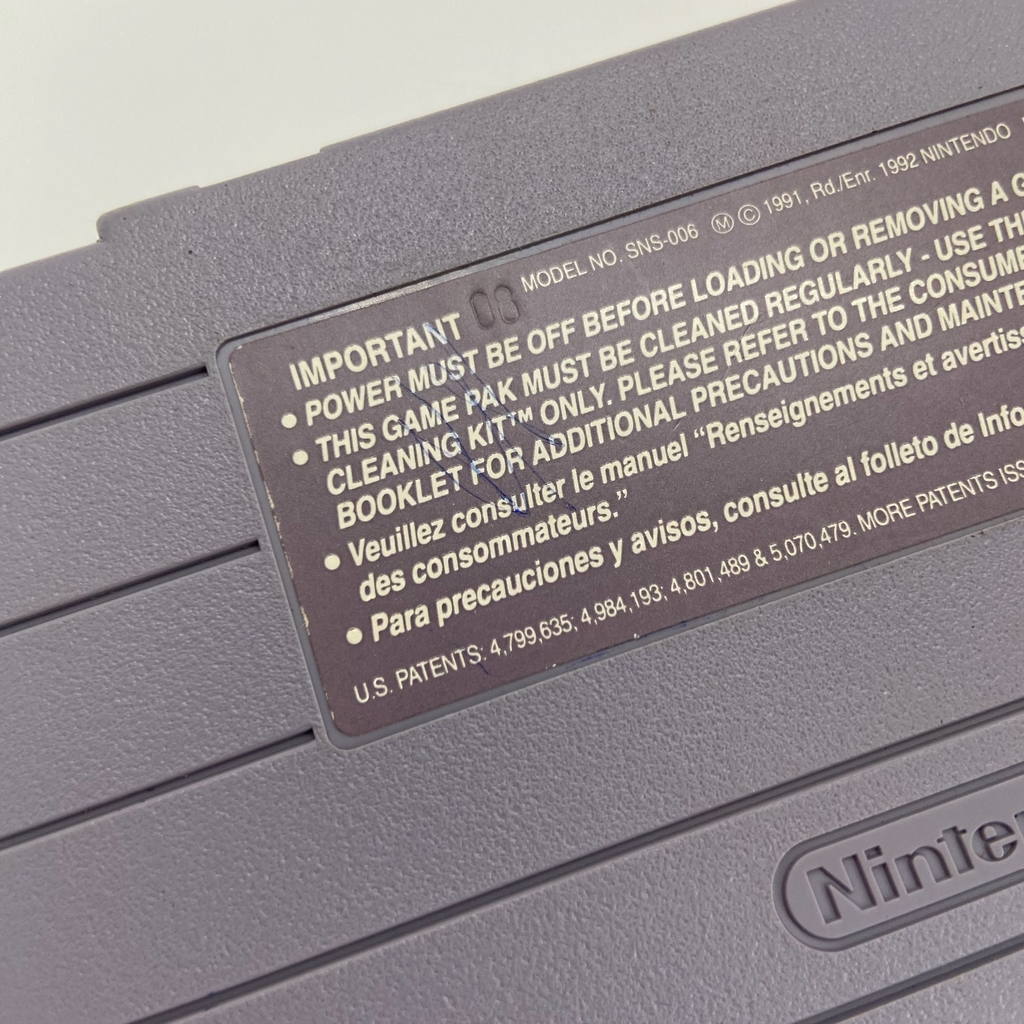 MODEL NO. SNS-006 Ⓜ © 1991, Rd./Enr. 1992 NINTENDO
IMPORTANT 08
• POWER MUST BE OFF BEFORE LOADING OR REMOVING A G
• THIS GAME PAK MUST BE CLEANED REGULARLY - USE TH
CLEANING KIT™ ONLY. PLEASE REFER TO THE CONSUME
BOOKLET FOR ADDITIONAL PRECAUTIONS AND MAINTE
• Veuillez consulter le manuel “Renseignements et avertiss
des consommateurs.”
• Para precauciones y avisos, consulte al folleto de Info
U.S. PATENTS: 4,799,635; 4,984,193; 4,801,489 & 5,070,479. MORE PATENTS ISS
Ninte